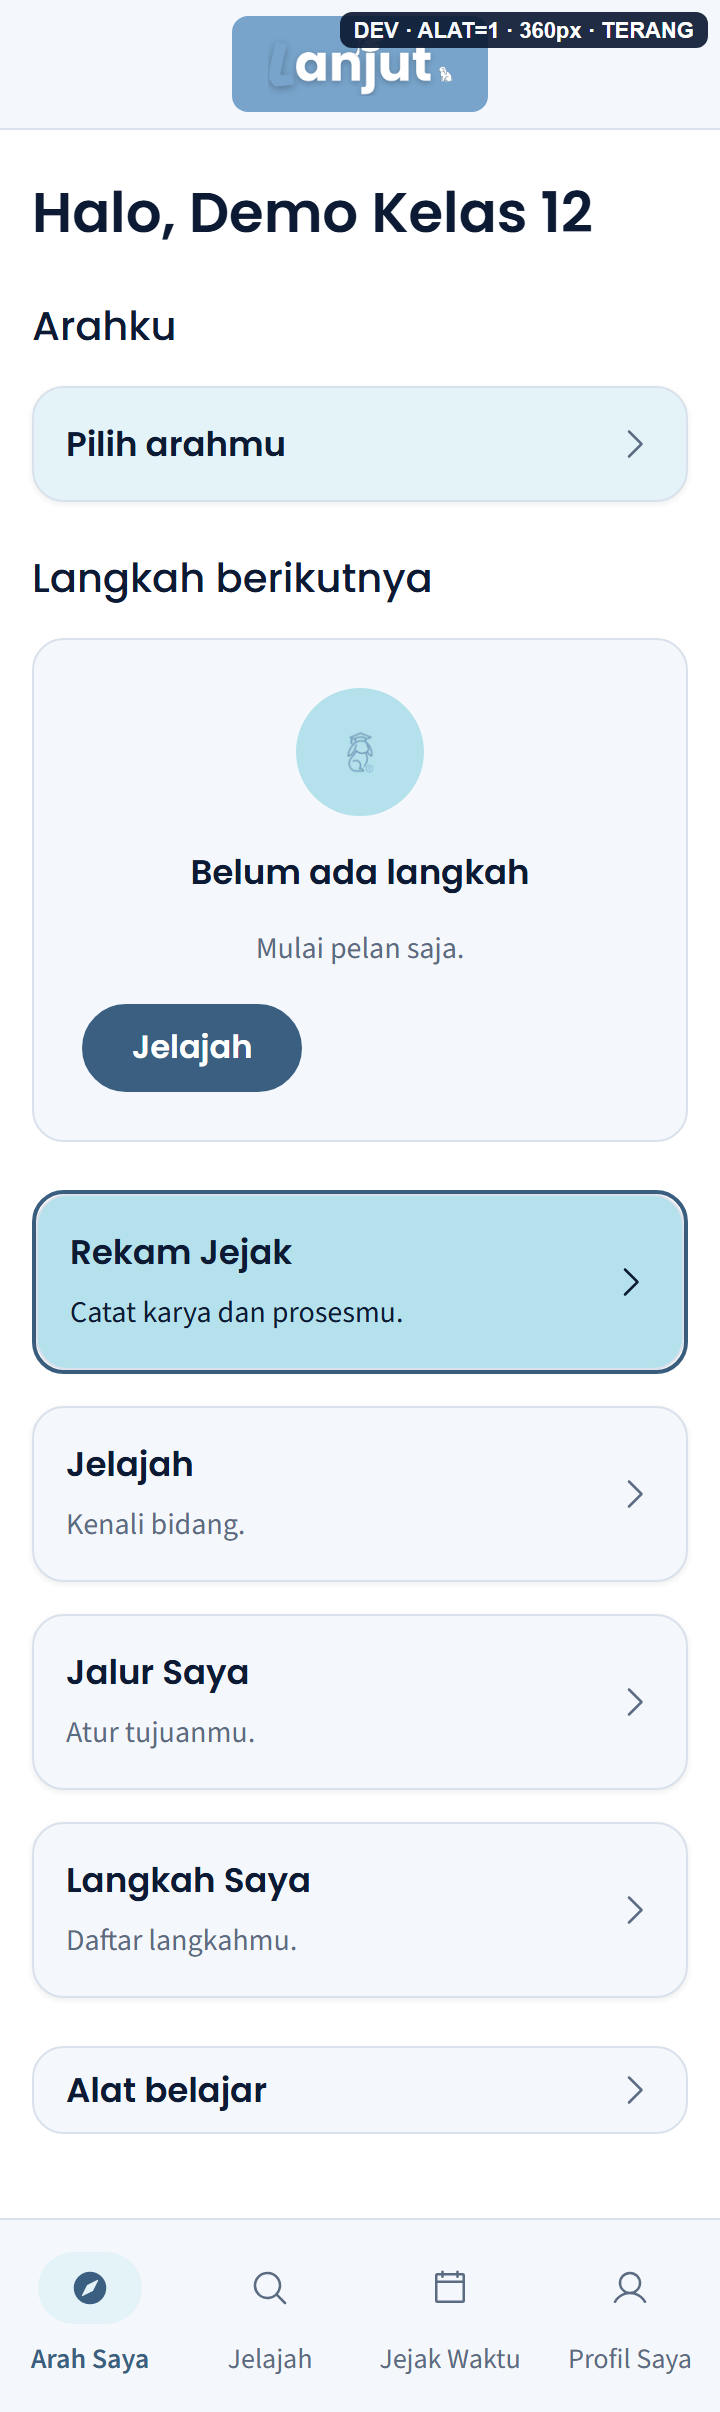 DEV · ALAT=1 · 360px · TERANG
Lanjut
Halo, Demo Kelas 12
Arahku
Pilih arahmu
Langkah berikutnya
Belum ada langkah
Mulai pelan saja.
Jelajah
Rekam Jejak
Catat karya dan prosesmu.
Jelajah
Kenali bidang.
Jalur Saya
Atur tujuanmu.
Langkah Saya
Daftar langkahmu.
Alat belajar
Arah Saya
Jelajah
Jejak Waktu
Profil Saya